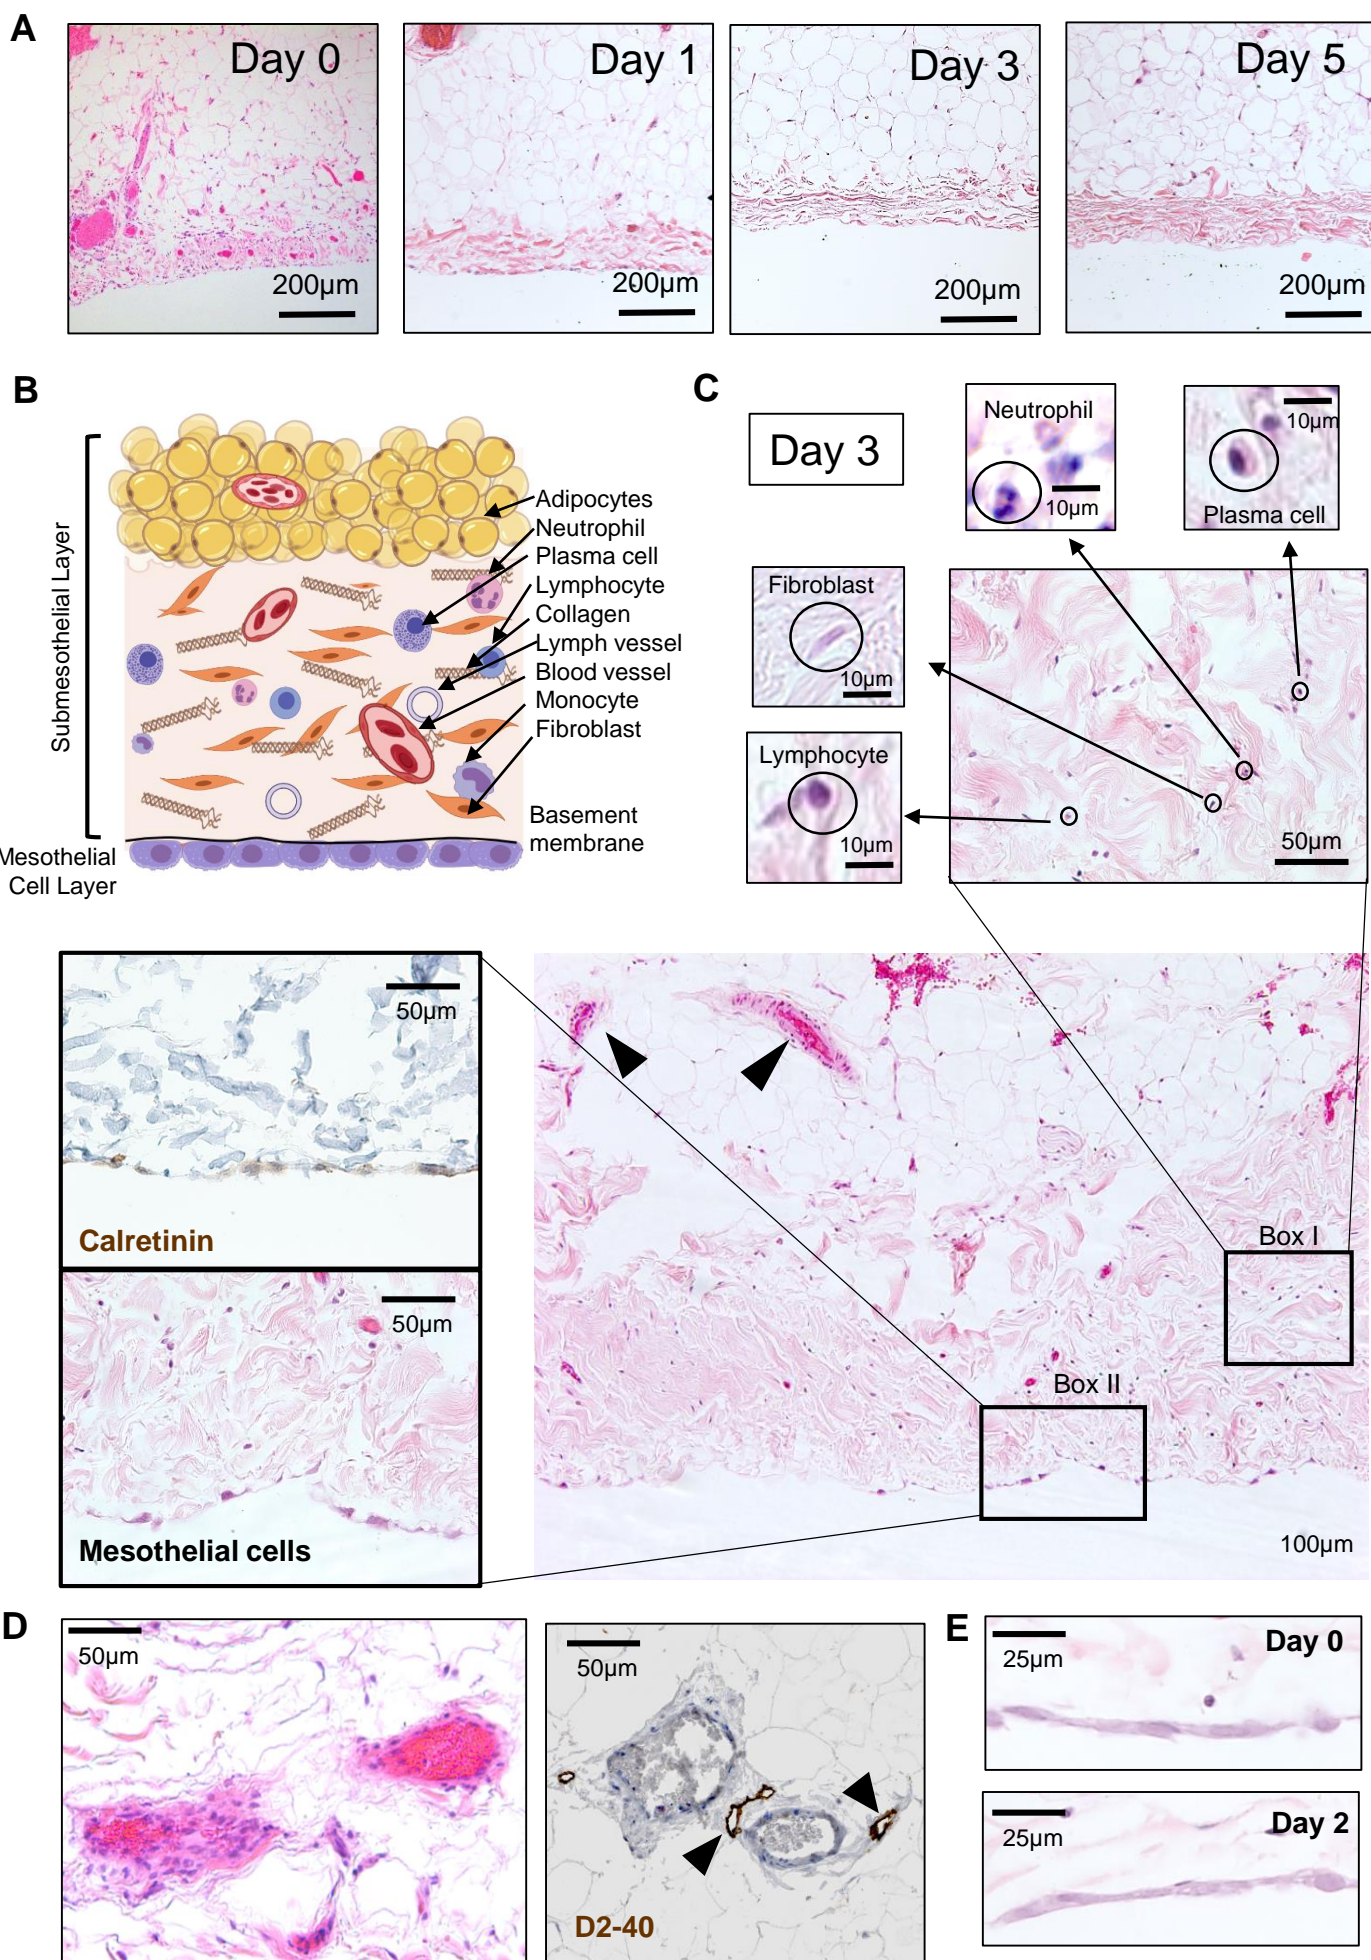 A
Day 0
200µm
Day 1
200µm
Day 3
200µm
Day 5
200µm
B
Submesothelial Layer
Adipocytes
Neutrophil
Plasma cell
Lymphocyte
Collagen
Lymph vessel
Blood vessel
Monocyte
Fibroblast
Basement
membrane
Mesothelial
Cell Layer
C
Day 3
Neutrophil
10µm
10µm
Plasma cell
Fibroblast
10µm
Lymphocyte
10µm
50µm
50µm
Calretinin
50µm
Mesothelial cells
Box I
Box II
100µm
D
50µm
50µm
D2-40
E
25µm
Day 0
25µm
Day 2